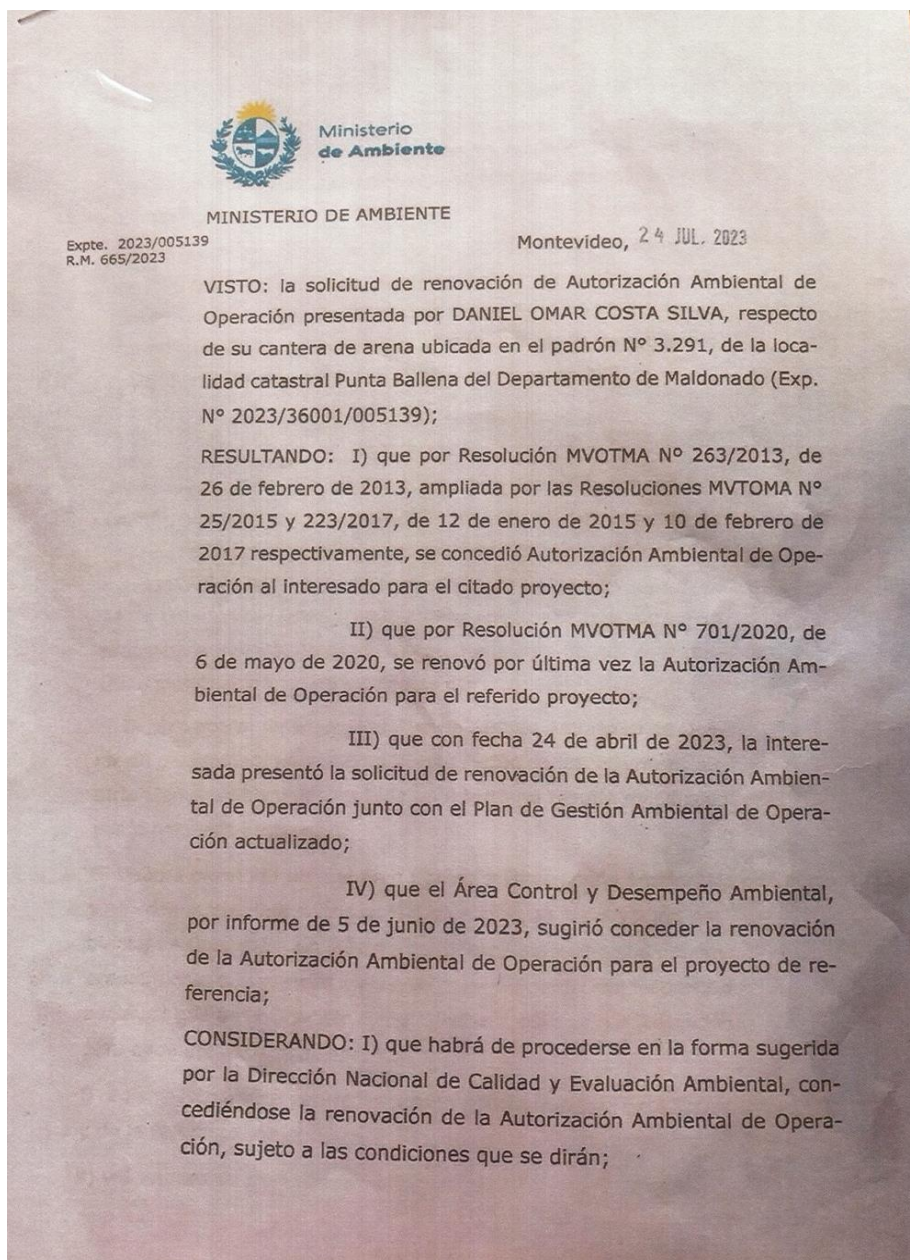 Ministerio
de Ambiente
MINISTERIO DE AMBIENTE
Expte. 2023/005139
R.M. 665/2023
Montevideo, 24 JUL. 2023
VISTO: la solicitud de renovación de Autorización Ambiental de
Operación presentada por DANIEL OMAR COSTA SILVA, respecto
de su cantera de arena ubicada en el padrón Nº 3.291, de la loca-
lidad catastral Punta Ballena del Departamento de Maldonado (Exp.
Nº 2023/36001/005139);
RESULTANDO: I) que por Resolución MVOTMA Nº 263/2013, de
26 de febrero de 2013, ampliada por las Resoluciones MVTOMA Nº
25/2015 y 223/2017, de 12 de enero de 2015 y 10 de febrero de
2017 respectivamente, se concedió Autorización Ambiental de Ope-
ración al interesado para el citado proyecto;
II) que por Resolución MVOTMA Nº 701/2020, de
6 de mayo de 2020, se renovó por última vez la Autorización Am-
biental de Operación para el referido proyecto;
III) que con fecha 24 de abril de 2023, la intere-
sada presentó la solicitud de renovación de la Autorización Ambien-
tal de Operación junto con el Plan de Gestión Ambiental de Opera-
ción actualizado;
IV) que el Área Control y Desempeño Ambiental,
por informe de 5 de junio de 2023, sugirió conceder la renovación
de la Autorización Ambiental de Operación para el proyecto de re-
ferencia;
CONSIDERANDO: I) que habrá de procederse en la forma sugerida
por la Dirección Nacional de Calidad y Evaluación Ambiental, con-
cediéndose la renovación de la Autorización Ambiental de Opera-
ción, sujeto a las condiciones que se dirán;